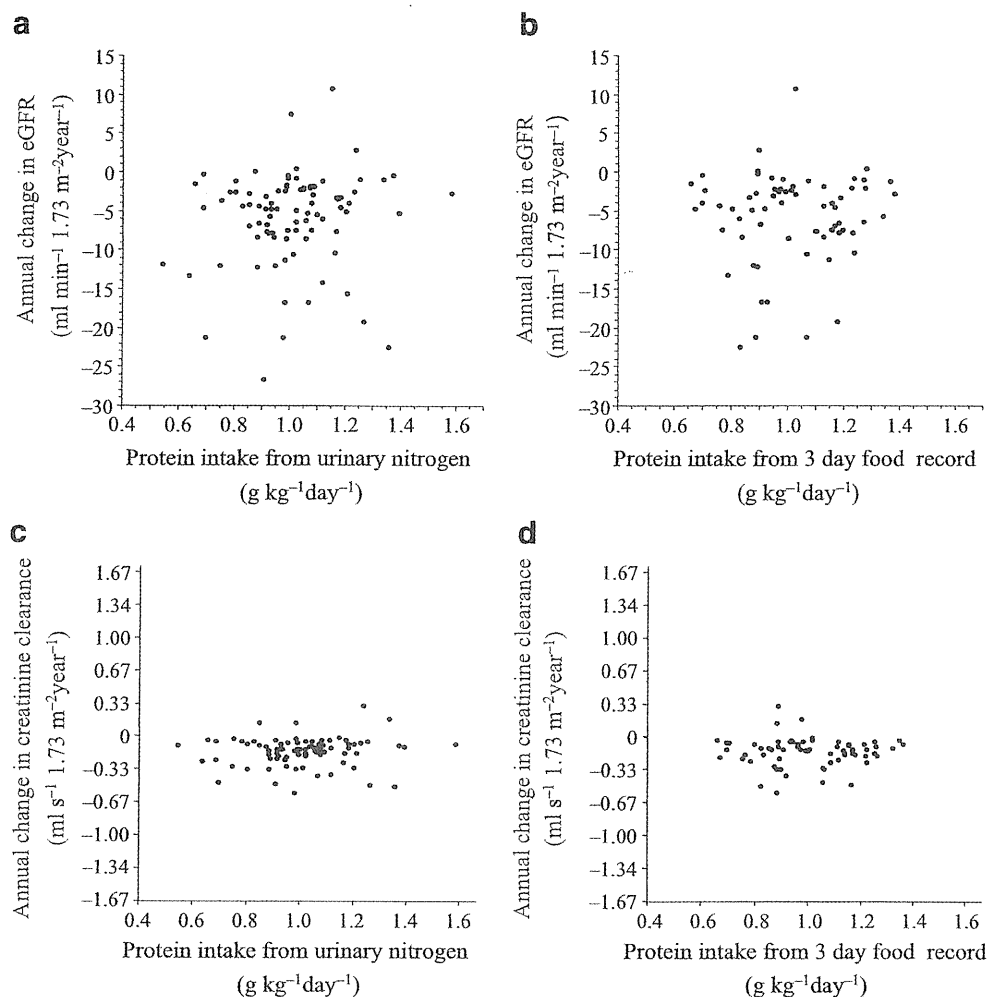 a
Annual change in eGFR
(ml min⁻¹ 1.73 m⁻²year⁻¹)
15
10
5
0
–5
–10
–15
–20
–25
–30
0.4 0.6 0.8 1.0 1.2 1.4 1.6
Protein intake from urinary nitrogen
(g kg⁻¹day⁻¹)
b
Annual change in eGFR
(ml min⁻¹ 1.73 m⁻²year⁻¹)
15
10
5
0
–5
–10
–15
–20
–25
–30
0.4 0.6 0.8 1.0 1.2 1.4 1.6
Protein intake from 3 day food record
(g kg⁻¹day⁻¹)
c
Annual change in creatinine clearance
(ml s⁻¹ 1.73 m⁻²year⁻¹)
1.67
1.34
1.00
0.67
0.33
0
–0.33
–0.67
–1.00
–1.34
–1.67
0.4 0.6 0.8 1.0 1.2 1.4 1.6
Protein intake from urinary nitrogen
(g kg⁻¹day⁻¹)
d
Annual change in creatinine clearance
(ml s⁻¹ 1.73 m⁻²year⁻¹)
1.67
1.34
1.00
0.67
0.33
0
–0.33
–0.67
–1.00
–1.34
–1.67
0.4 0.6 0.8 1.0 1.2 1.4 1.6
Protein intake from 3 day food record
(g kg⁻¹day⁻¹)